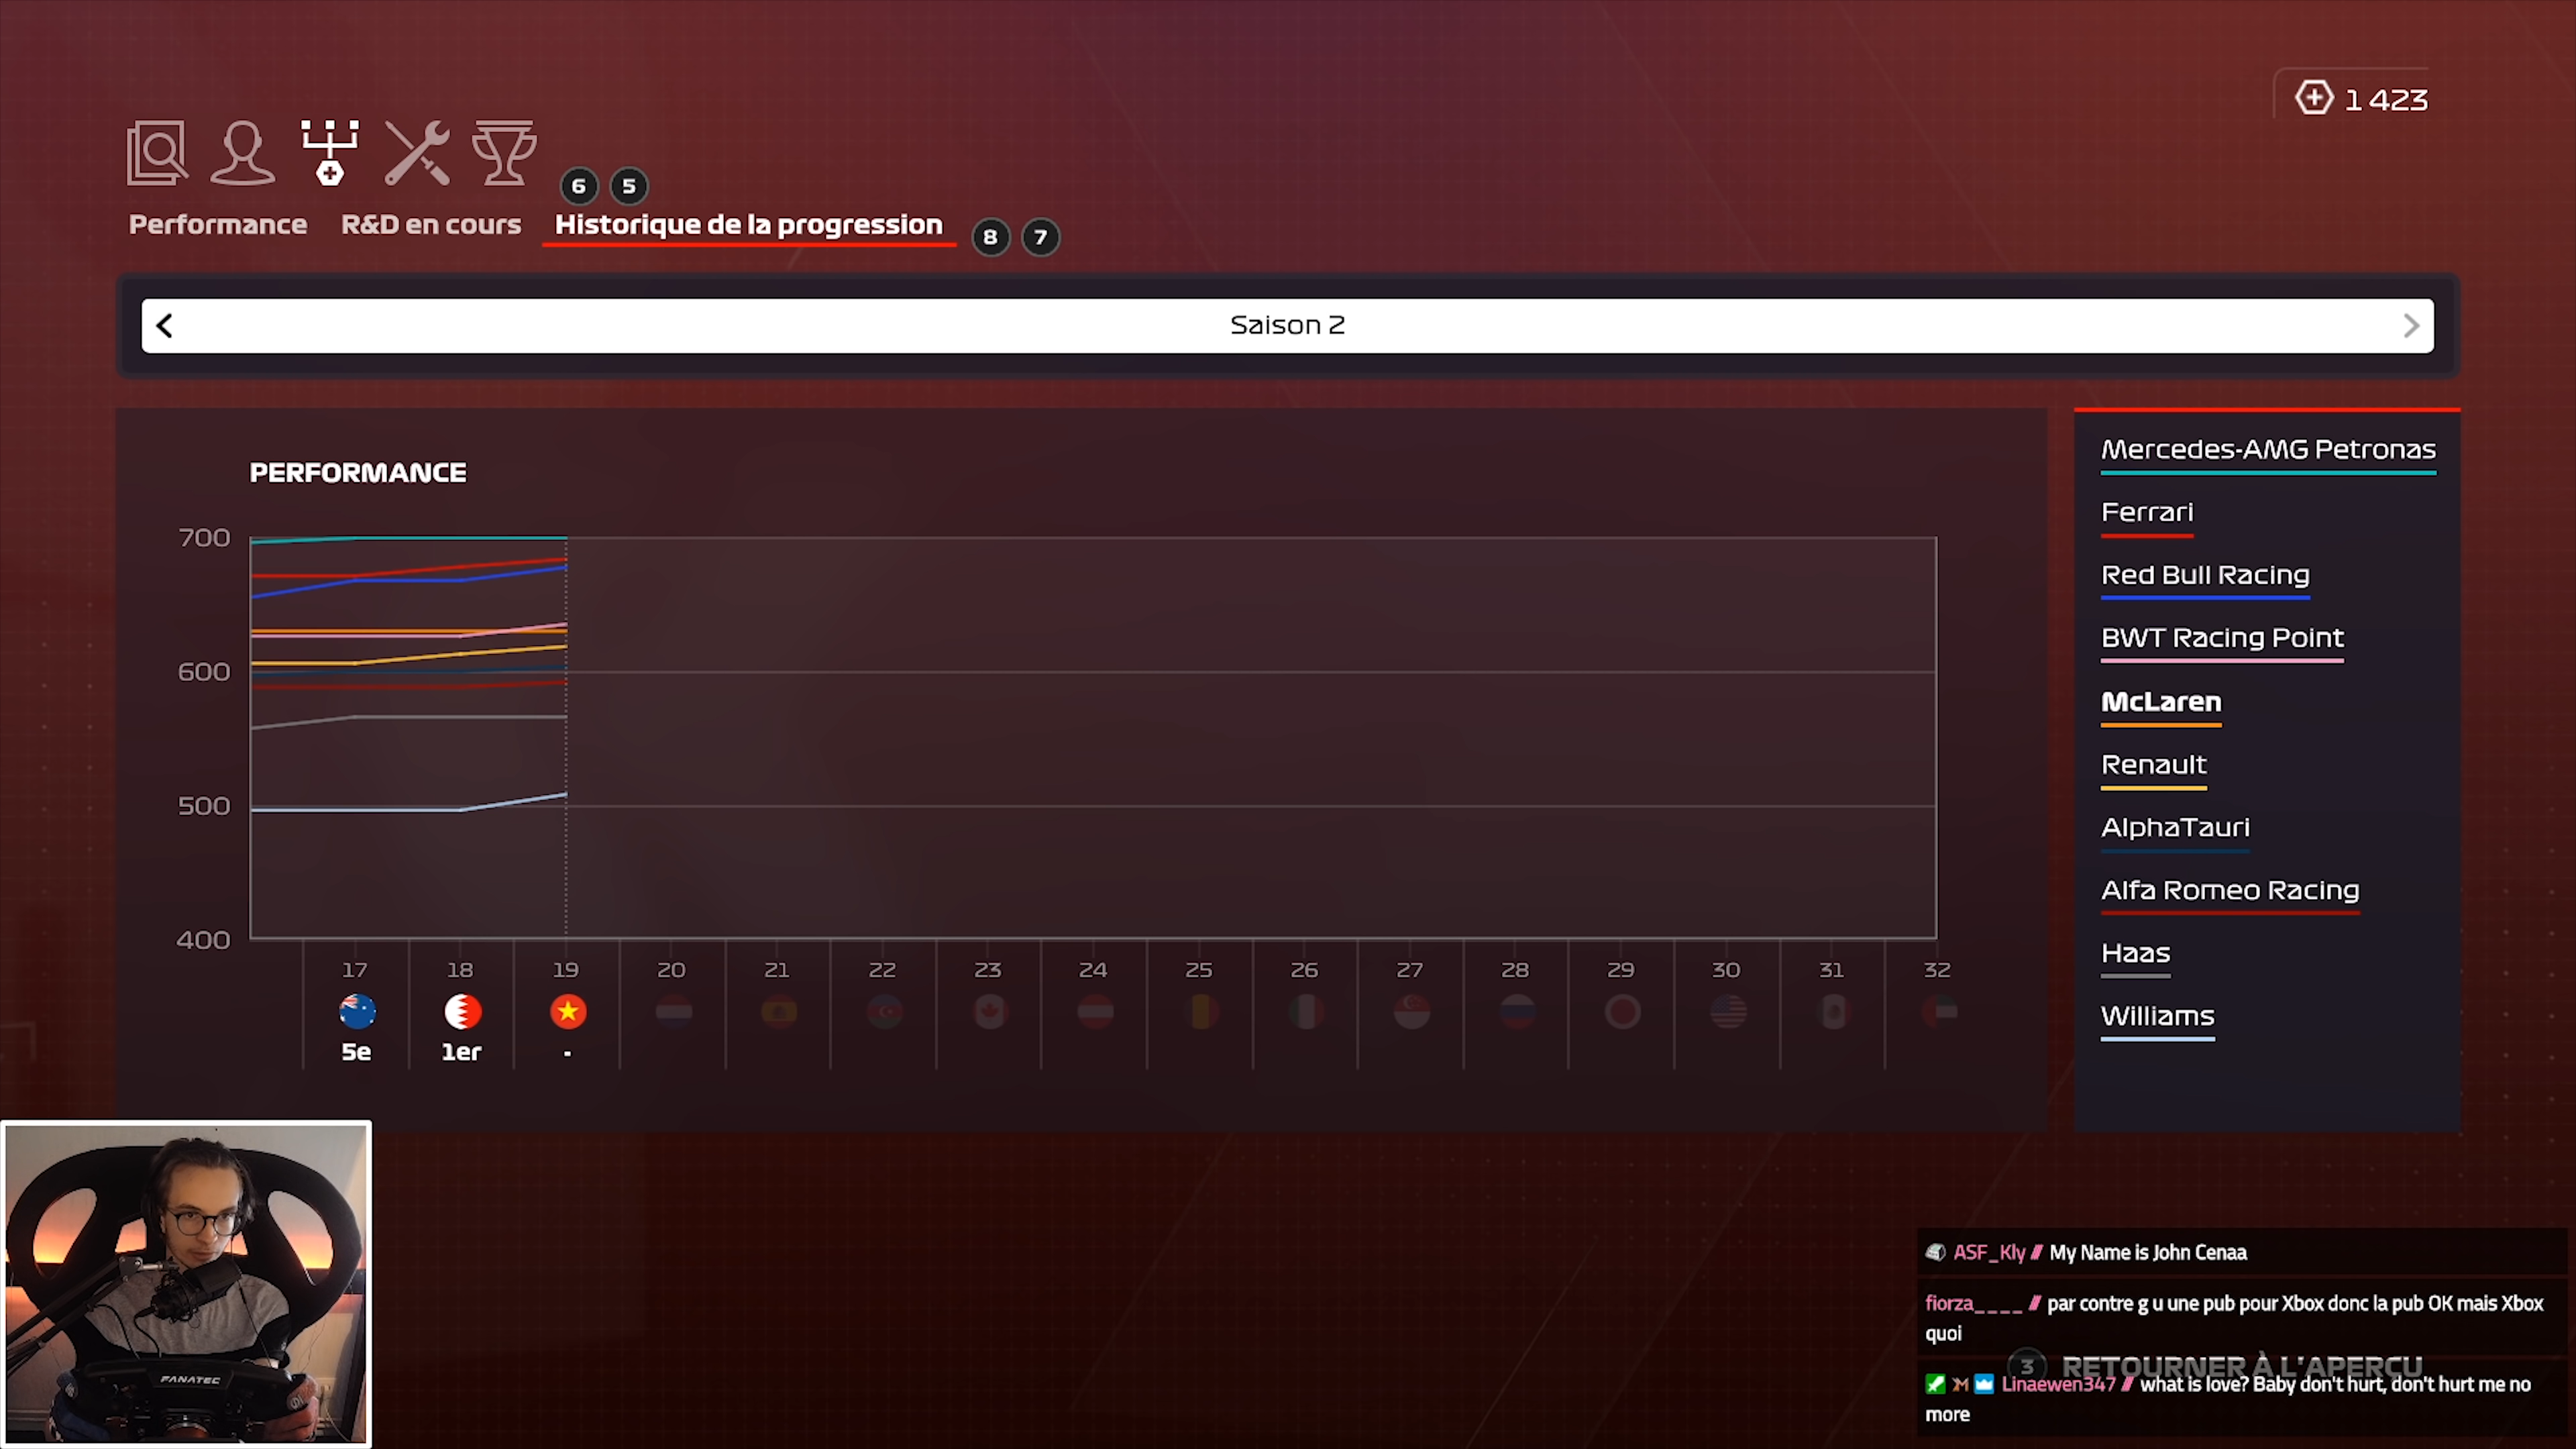 1 423
6 5
Performance R&D en cours Historique de la progression 8 7
Saison 2
PERFORMANCE
700
600
500
400
17 18 19 20 21 22 23 24 25 26 27 28 29 30 31 32
5e 1er -
Mercedes-AMG Petronas
Ferrari
Red Bull Racing
BWT Racing Point
McLaren
Renault
AlphaTauri
Alfa Romeo Racing
Haas
Williams
FANATEC
ASF_Kly // My Name is John Cenaa
fiorza____ // par contre g u une pub pour Xbox donc la pub OK mais Xbox
quoi
3 RETOURNER À L'APERÇU
Linaewen347 // what is love? Baby don't hurt, don't hurt me no
more